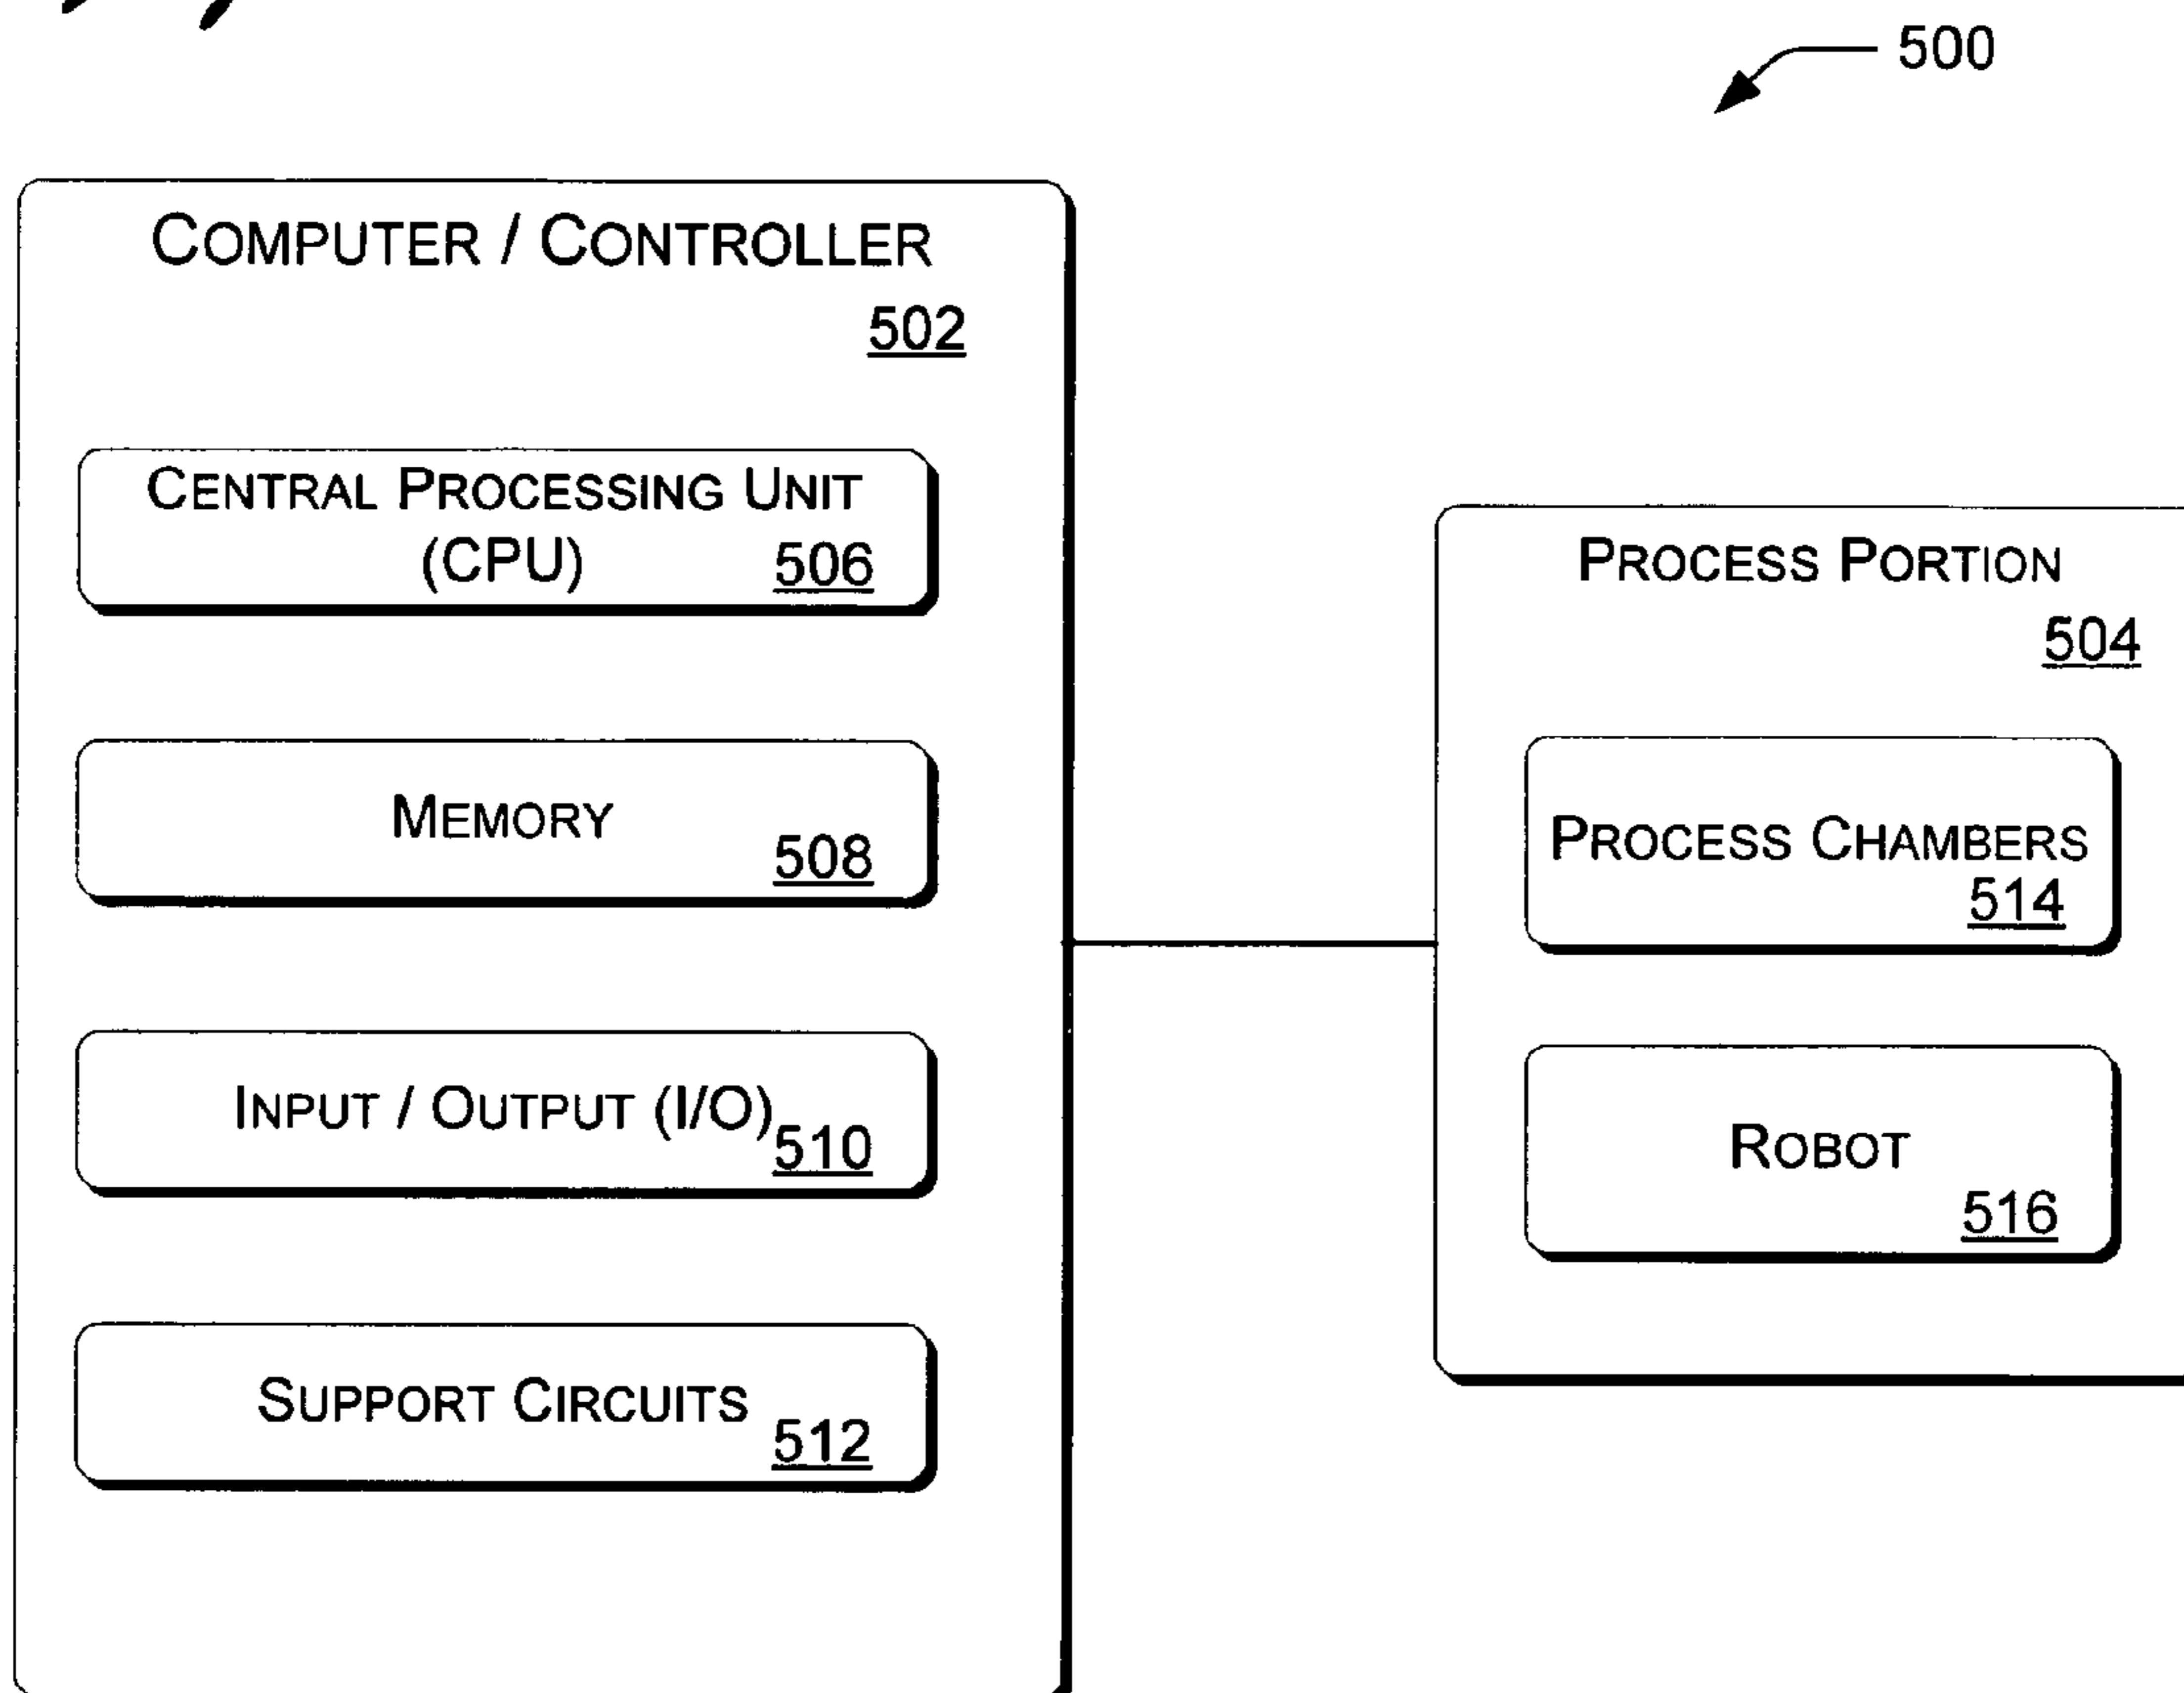 500
COMPUTER / CONTROLLER
502
CENTRAL PROCESSING UNIT
(CPU) 506
MEMORY
508
INPUT / OUTPUT (I/O)
510
SUPPORT CIRCUITS
512
PROCESS PORTION
504
PROCESS CHAMBERS
514
ROBOT
516